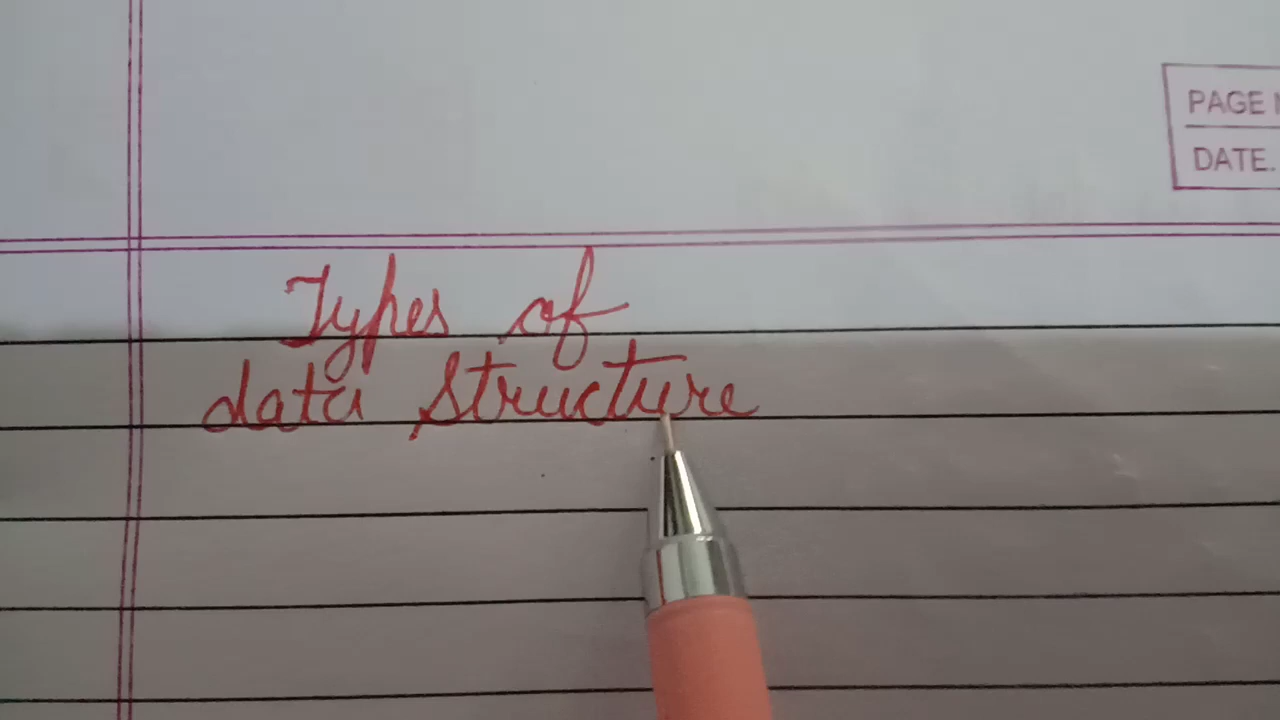 PAGE
DATE.
Types of
data Structure